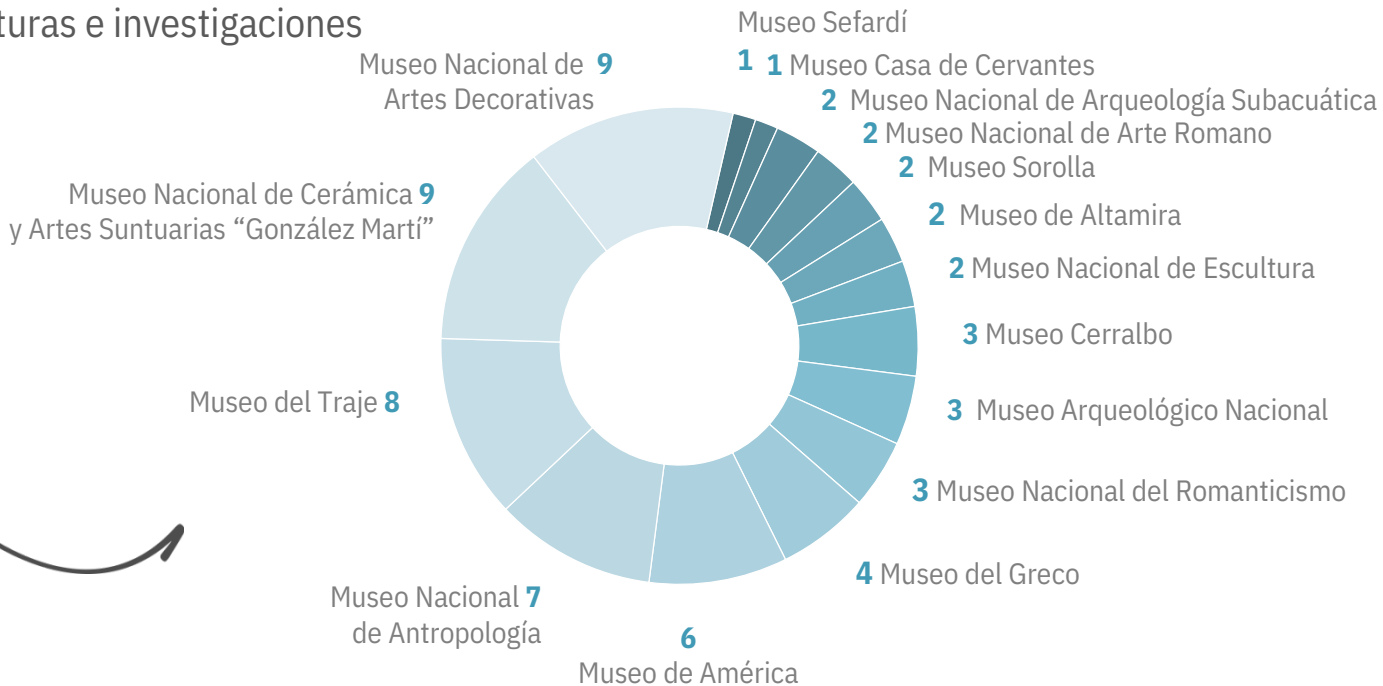 e investigaciones
Museo Sefardí
1
1 Museo Casa de Cervantes
2 Museo Nacional de Arqueología Subacuática
2 Museo Nacional de Arte Romano
2 Museo Sorolla
2 Museo de Altamira
2 Museo Nacional de Escultura
3 Museo Cerralbo
3 Museo Arqueológico Nacional
3 Museo Nacional del Romanticismo
4 Museo del Greco
6
Museo de América
Museo Nacional 7
de Antropología
Museo del Traje 8
Museo Nacional de Cerámica 9
y Artes Suntuarias “González Martí”
Museo Nacional de 9
Artes Decorativas